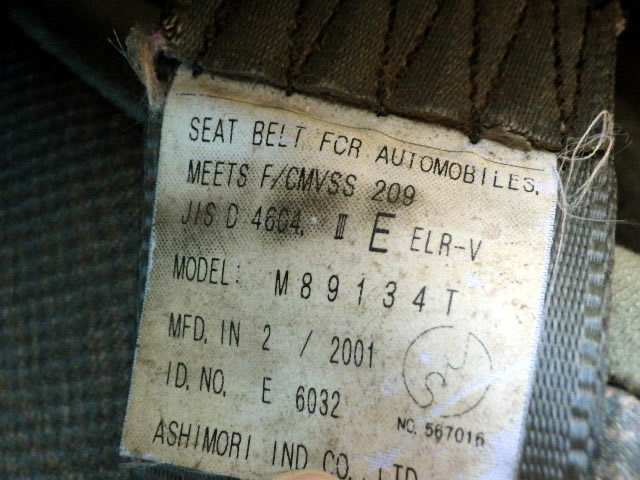 SEAT BELT FOR AUTOMOBILES.
MEETS F/CMVSS 209
JIS D 4604. Ⅲ E ELR-V
MODEL: M89134T
MFD. IN 2 / 2001
I.D. NO. E 6032
NO. 567016
ASHIMORI IND CO., LTD